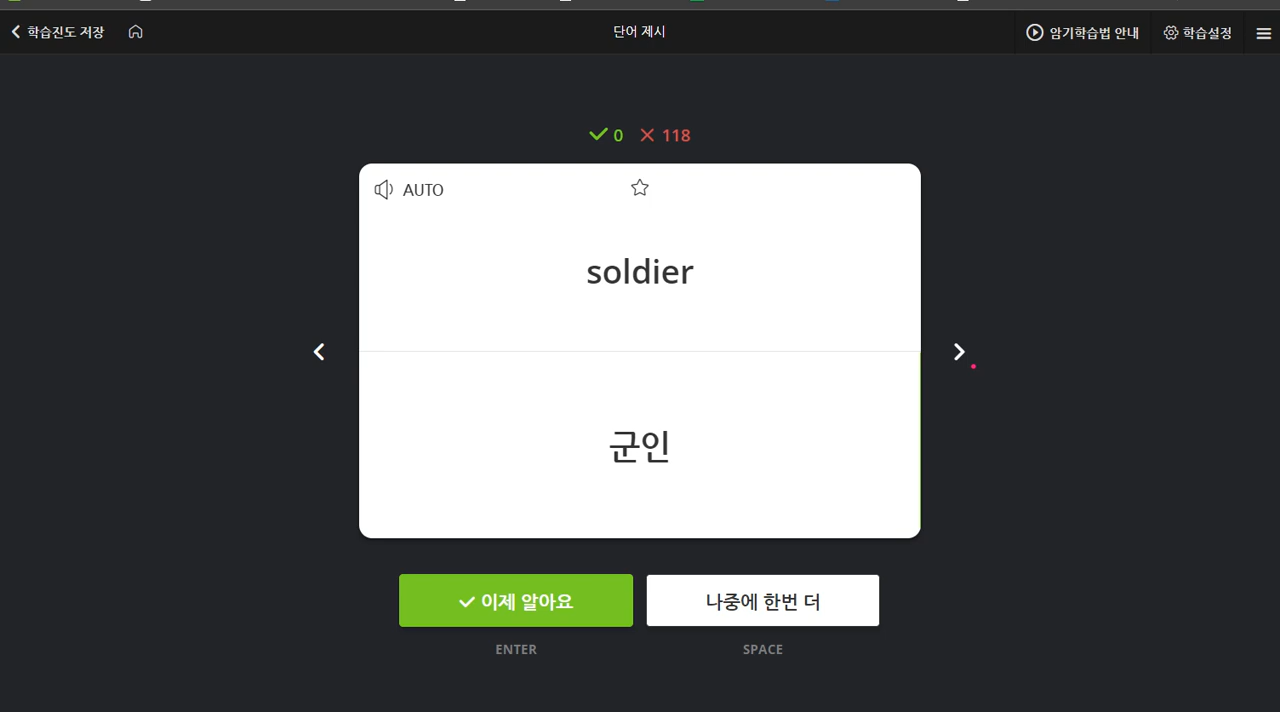 학습진도 저장
단어 제시
암기학습법 안내
학습설정
0 118
AUTO
soldier
군인
이제 알아요
나중에 한번 더
ENTER
SPACE